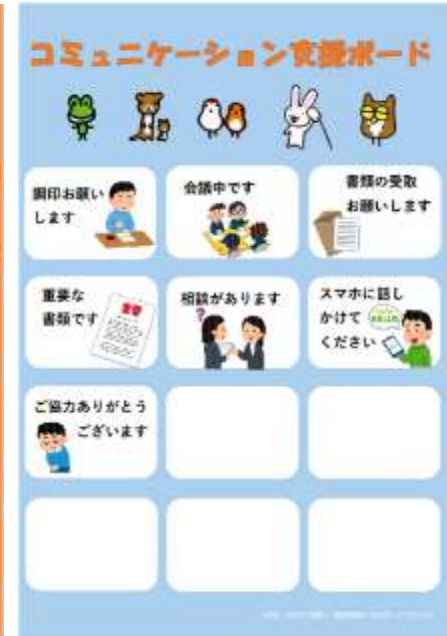 コミュニケーション支援ボード
調印お願い
します
会議中です
書類の受取
お願いします
重要な
書類です
相談があります
スマホに話し
かけて
ください
ご協力ありがとう
ございます